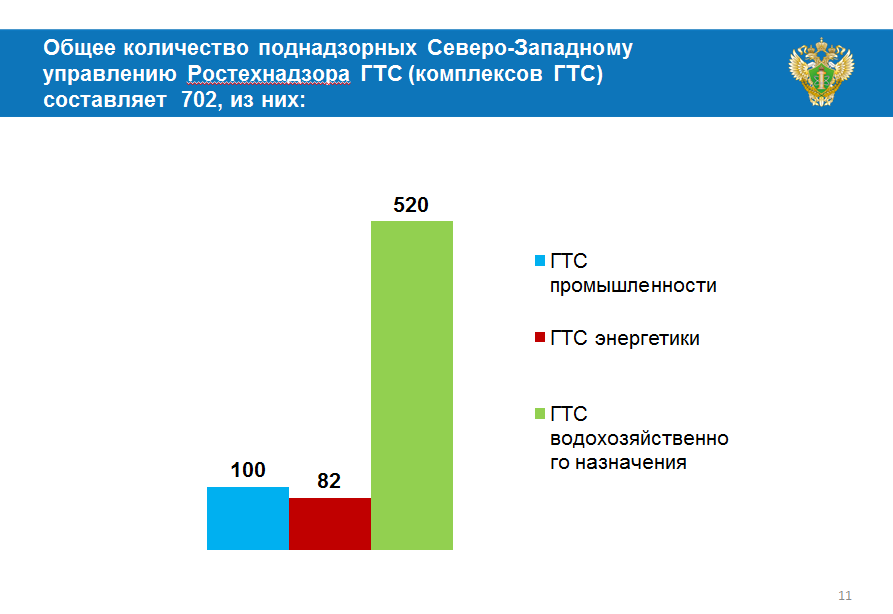 Общее количество поднадзорных Северо-Западному
управлению Ростехнадзора ГТС (комплексов ГТС)
составляет 702, из них:
520
100
82
ГТС
промышленности
ГТС энергетики
ГТС
водохозяйственно
го назначения
11